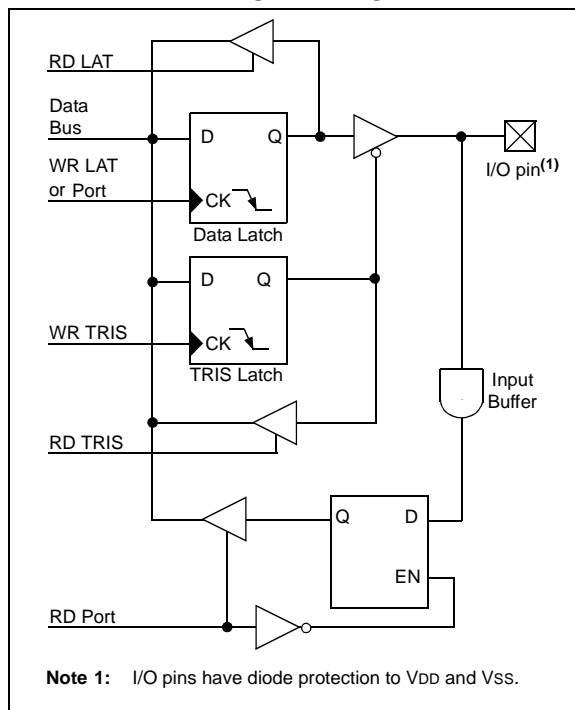 RD LAT
Data
Bus
D Q
WR LAT
or Port
CK
I/O pin(1)
Data Latch
D Q
WR TRIS
CK
TRIS Latch
Input
Buffer
RD TRIS
Q D
EN
RD Port
Note 1: I/O pins have diode protection to VDD and VSS.